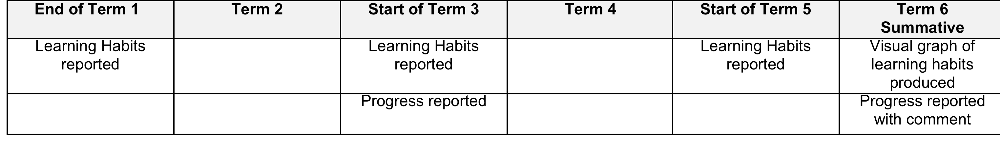 End of Term 1
Term 2
Start of Term 3
Term 4
Start of Term 5
Term 6
Summative
Learning Habits
reported
Learning Habits
reported
Learning Habits
reported
Visual graph of
learning habits
produced
Progress reported
Progress reported
with comment